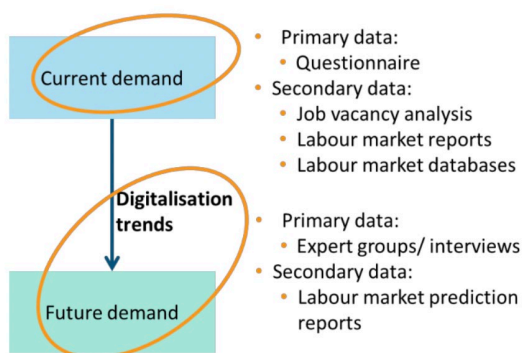 Current demand
Digitalisation
trends
Future demand
• Primary data:
• Questionnaire
• Secondary data:
• Job vacancy analysis
• Labour market reports
• Labour market databases
• Primary data:
• Expert groups/ interviews
• Secondary data:
• Labour market prediction
reports